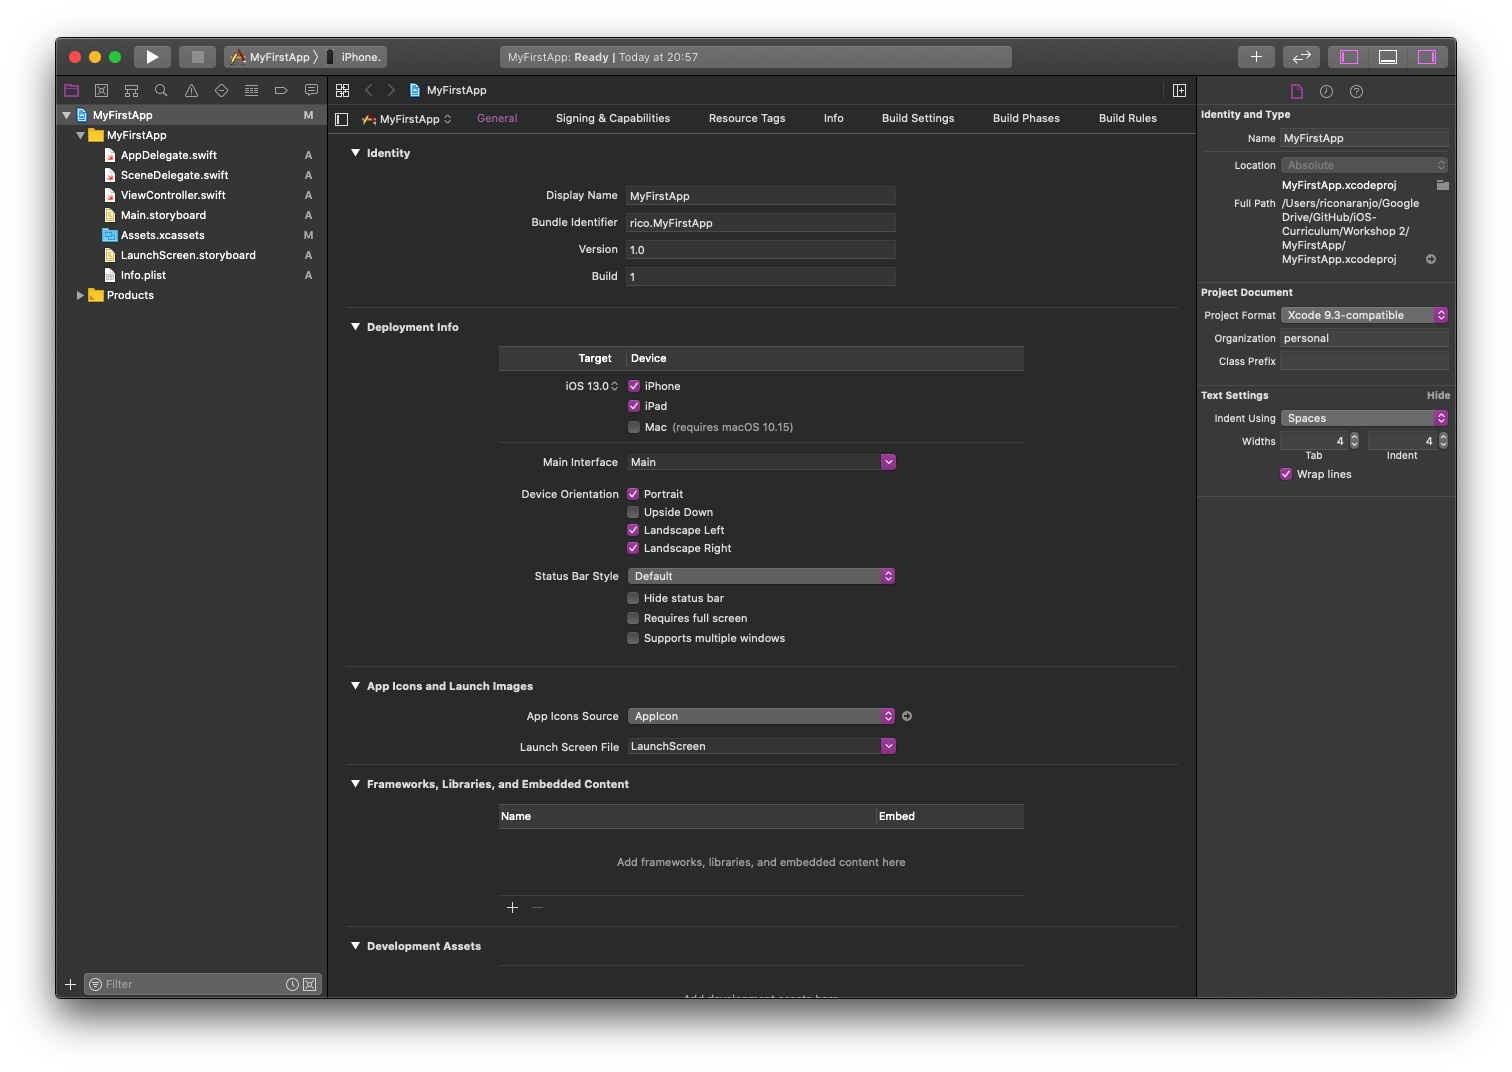 MyFirstApp
iPhone.
MyFirstApp: Ready | Today at 20:57
MyFirstApp M
MyFirstApp
AppDelegate.swift A
SceneDelegate.swift A
ViewController.swift A
Main.storyboard A
Assets.xcassets M
LaunchScreen.storyboard A
Info.plist A
Products
Filter
MyFirstApp
MyFirstApp General Signing & Capabilities Resource Tags Info Build Settings Build Phases Build Rules
Identity
Display Name MyFirstApp
Bundle Identifier rico.MyFirstApp
Version 1.0
Build 1
Deployment Info
Target Device
iOS 13.0 iPhone
iPad
Mac (requires macOS 10.15)
Main Interface Main
Device Orientation Portrait
Upside Down
Landscape Left
Landscape Right
Status Bar Style Default
Hide status bar
Requires full screen
Supports multiple windows
App Icons and Launch Images
App Icons Source AppIcon
Launch Screen File LaunchScreen
Frameworks, Libraries, and Embedded Content
Name Embed
Add frameworks, libraries, and embedded content here
Development Assets
Add development assets here
Identity and Type
Name MyFirstApp
Location Absolute
MyFirstApp.xcodeproj
Full Path /Users/riconaranjo/Google
Drive/GitHub/iOS-
Curriculum/Workshop 2/
MyFirstApp/
MyFirstApp.xcodeproj
Project Document
Project Format Xcode 9.3-compatible
Organization personal
Class Prefix
Text Settings Hide
Indent Using Spaces
Widths 4 4
Tab Indent
Wrap lines